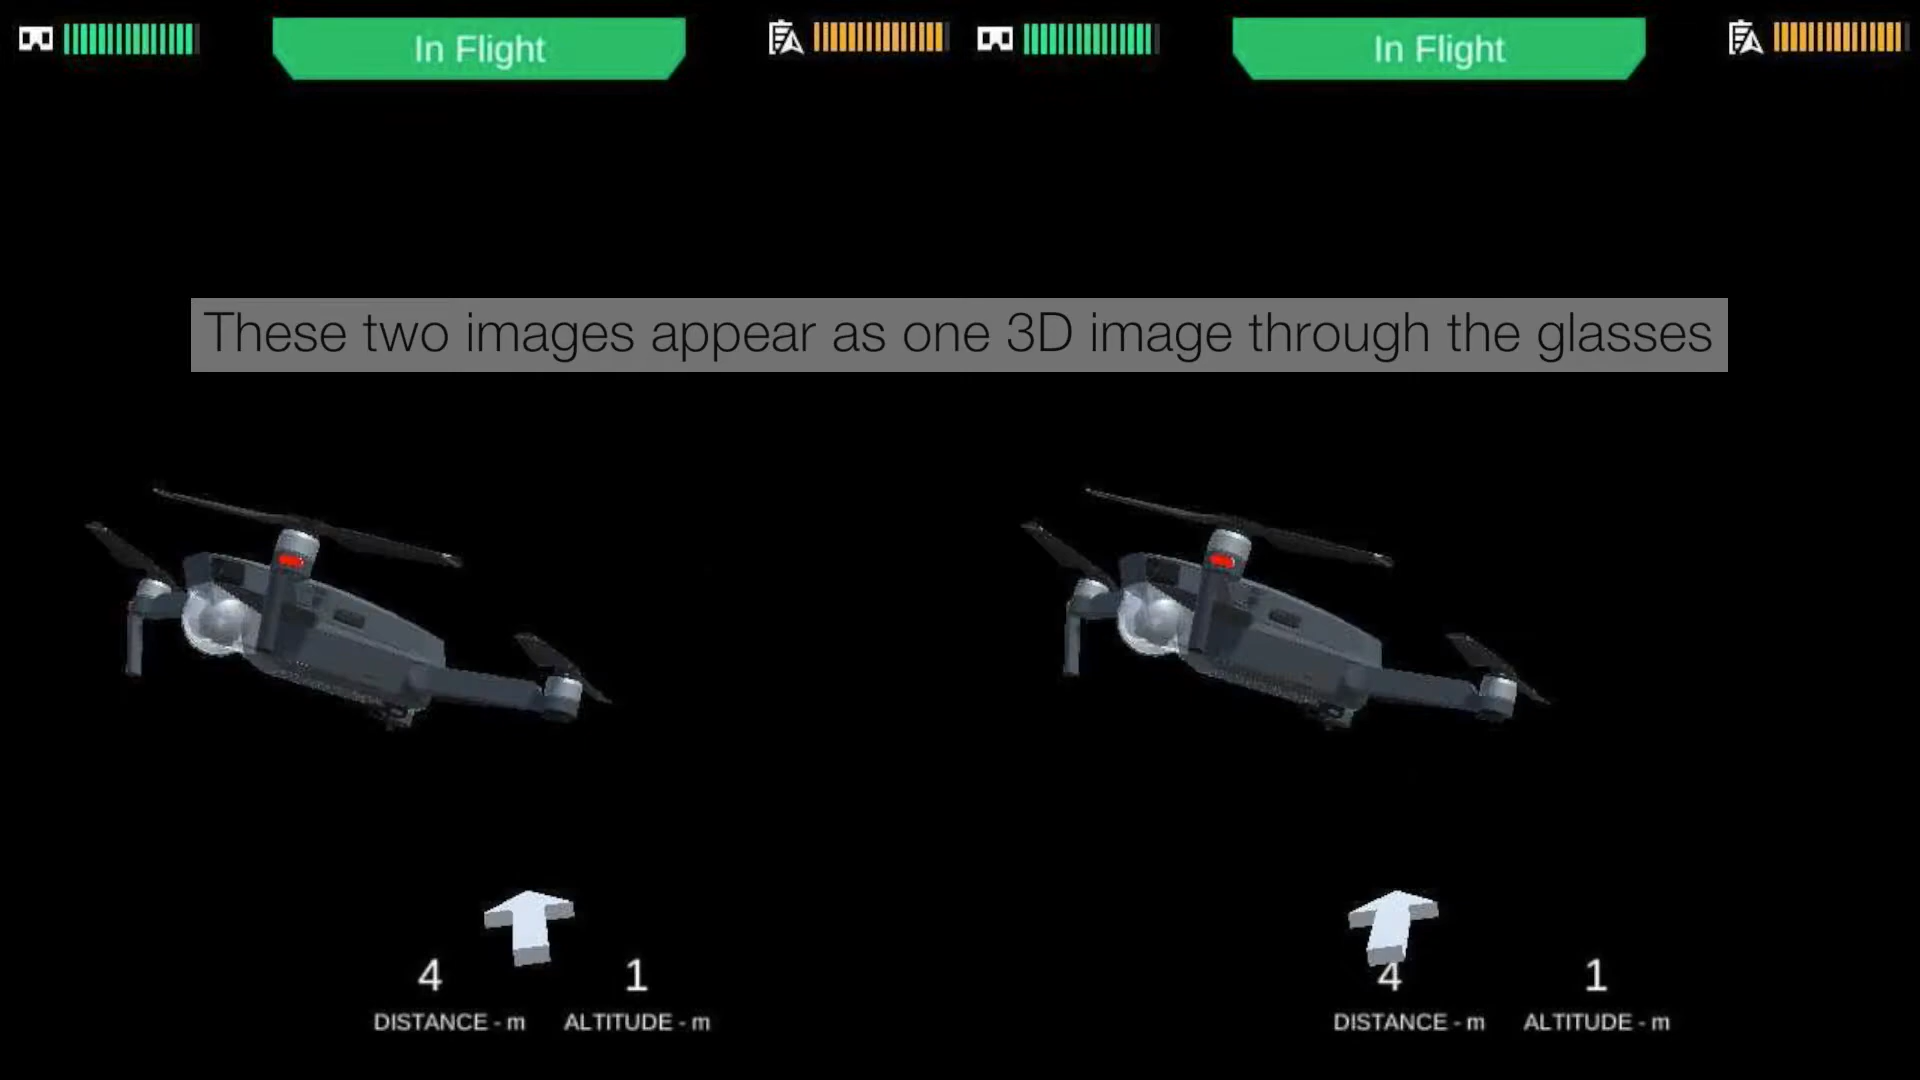 In Flight
In Flight
These two images appear as one 3D image through the glasses
4
1
DISTANCE - m
ALTITUDE - m
4
1
DISTANCE - m
ALTITUDE - m